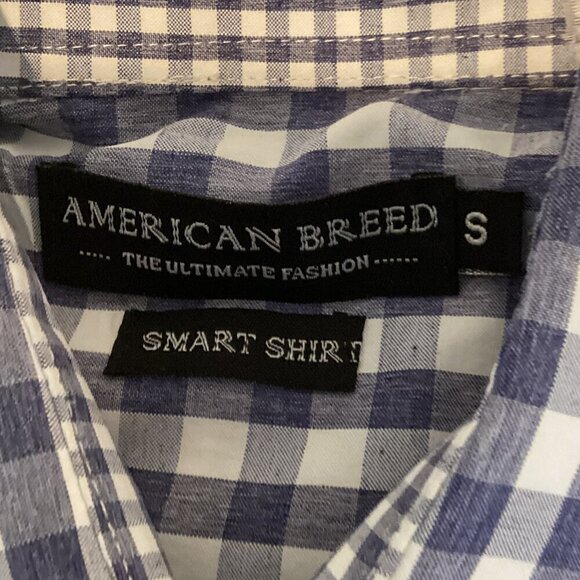 AMERICAN BREED
..... THE ULTIMATE FASHION ......
S
SMART SHIRT